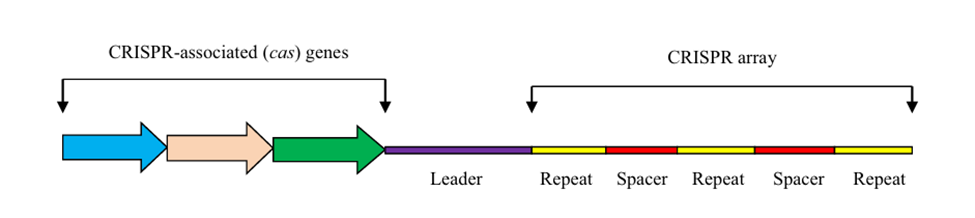 CRISPR-associated (cas) genes
CRISPR array
Leader
Repeat
Spacer
Repeat
Spacer
Repeat